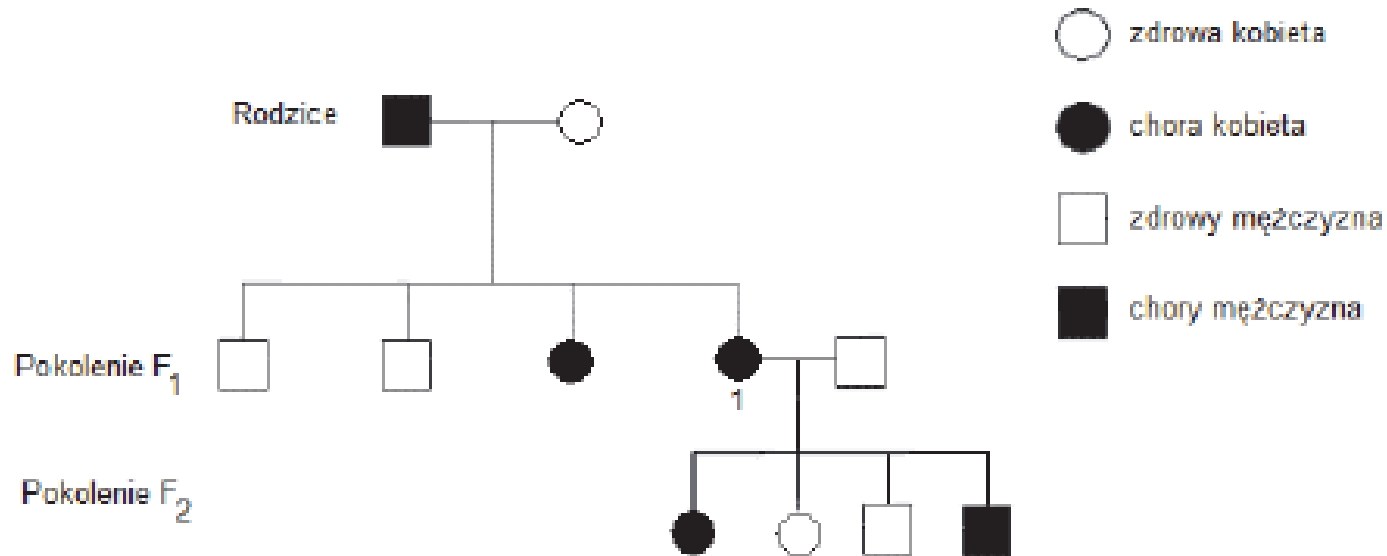 zdrowa kobieta
Rodzice
chora kobieta
zdrowy mężczyzna
chory mężczyzna
Pokolenie F1
1
Pokolenie F2